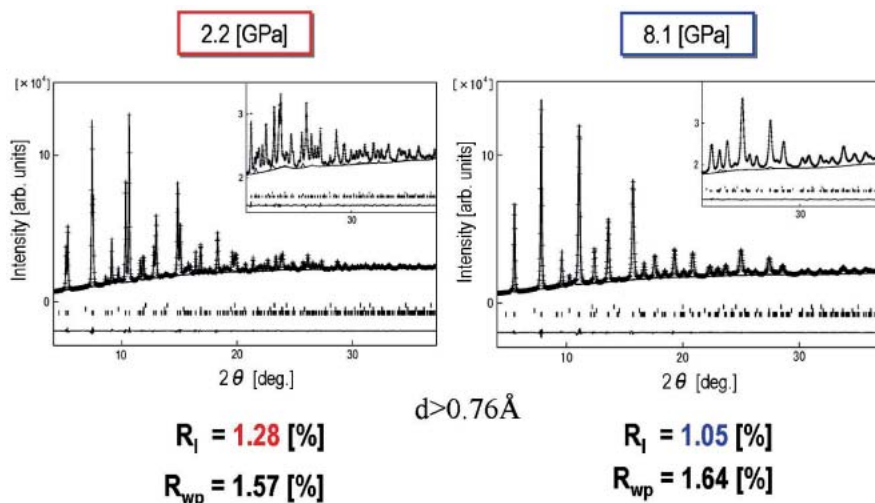 2.2 [GPa]
8.1 [GPa]
[×10⁴]
Intensity [arb. units]
10
0
3
2
30
10
20
30
2θ [deg.]
[×10⁴]
Intensity [arb. units]
10
0
3
2
30
10
20
30
2θ [deg.]
d>0.76Å
R_I = 1.28 [%]
R_wp = 1.57 [%]
R_I = 1.05 [%]
R_wp = 1.64 [%]